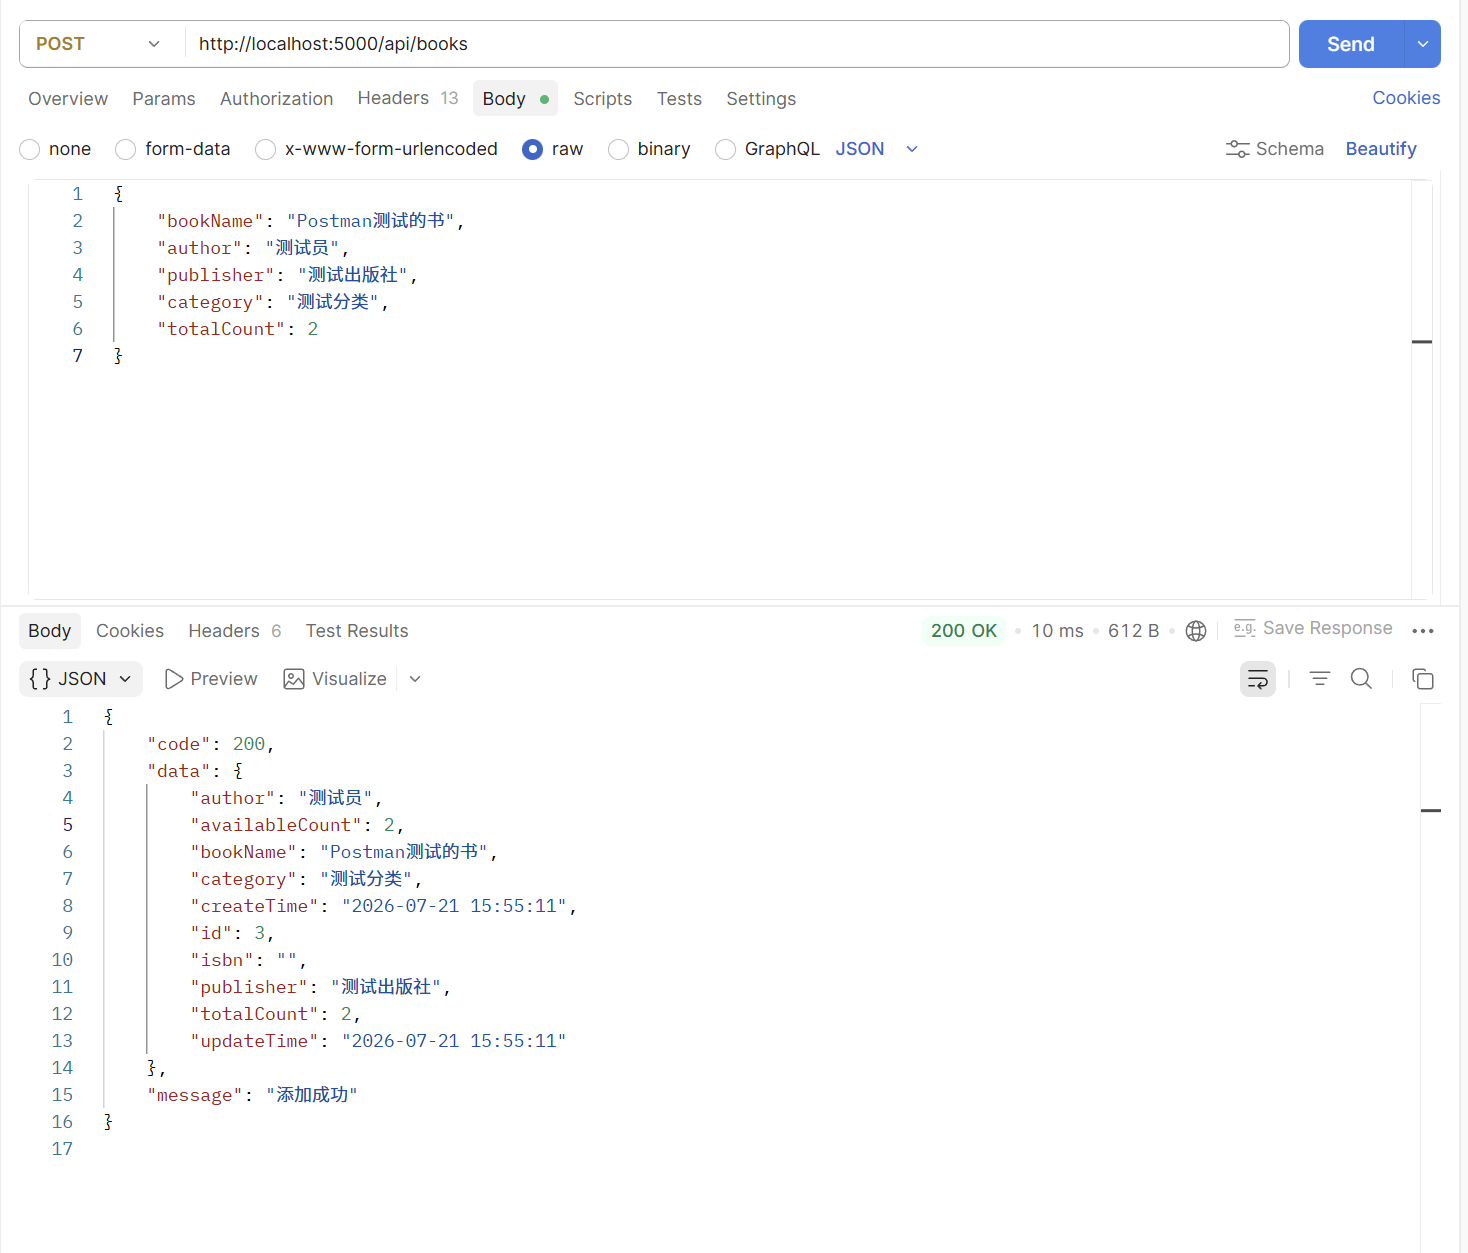 POST http://localhost:5000/api/books Send
Overview Params Authorization Headers 13 Body Scripts Tests Settings Cookies
none form-data x-www-form-urlencoded raw binary GraphQL JSON Schema Beautify
1 {
2 "bookName": "Postman测试的书",
3 "author": "测试员",
4 "publisher": "测试出版社",
5 "category": "测试分类",
6 "totalCount": 2
7 }
Body Cookies Headers 6 Test Results 200 OK • 10 ms • 612 B • e.g. Save Response
{} JSON Preview Visualize
1 {
2 "code": 200,
3 "data": {
4 "author": "测试员",
5 "availableCount": 2,
6 "bookName": "Postman测试的书",
7 "category": "测试分类",
8 "createTime": "2026-07-21 15:55:11",
9 "id": 3,
10 "isbn": "",
11 "publisher": "测试出版社",
12 "totalCount": 2,
13 "updateTime": "2026-07-21 15:55:11"
14 },
15 "message": "添加成功"
16 }
17